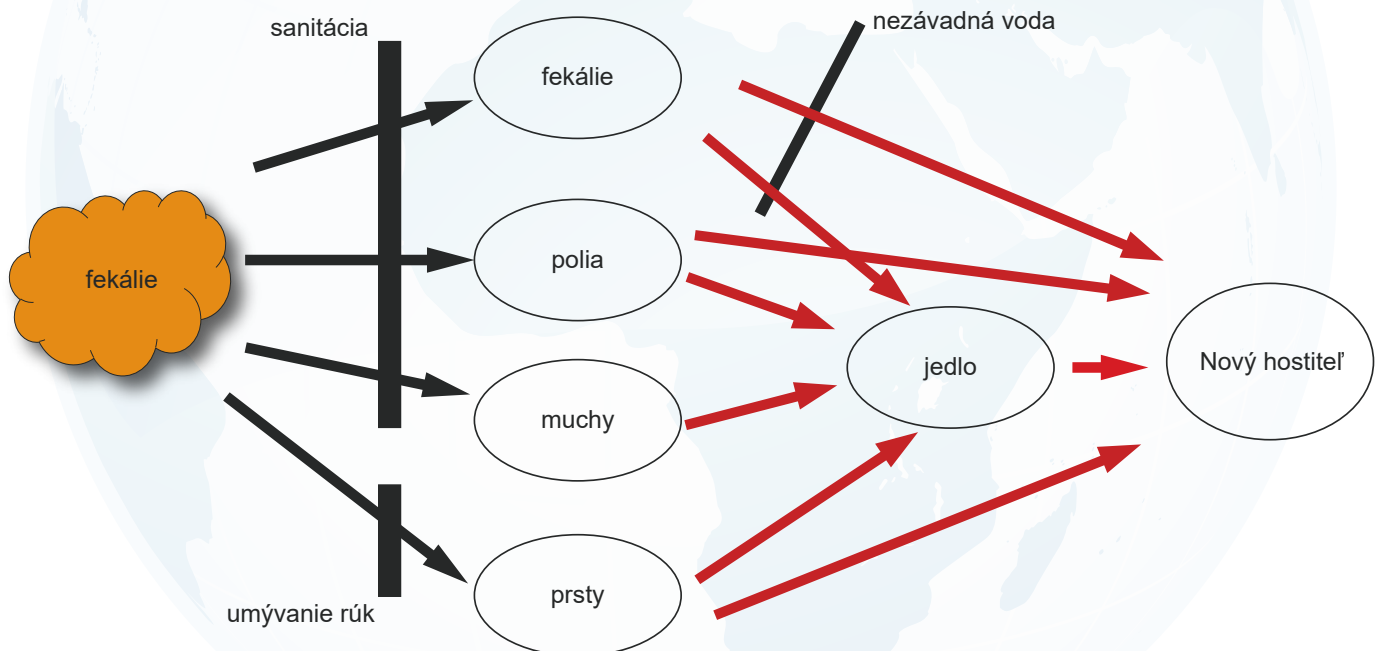 sanitácia
nezávadná voda
fekálie
fekálie
polia
muchy
prsty
jedlo
Nový hostiteľ
umývanie rúk